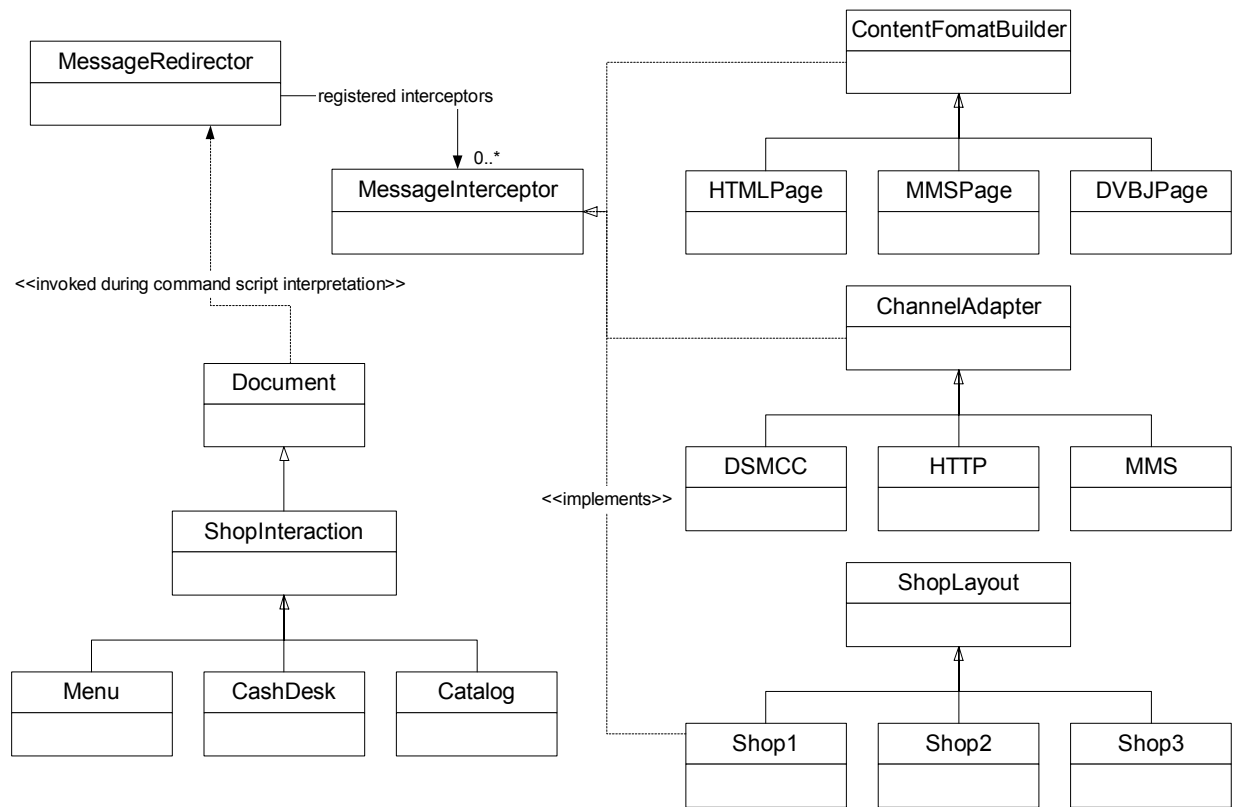 ContentFomatBuilder
MessageRedirector
registered interceptors
0..*
MessageInterceptor
HTMLPage
MMSPage
DVBJPage
<<invoked during command script interpretation>>
ChannelAdapter
Document
DSMCC
HTTP
MMS
<<implements>>
ShopInteraction
ShopLayout
Menu
CashDesk
Catalog
Shop1
Shop2
Shop3